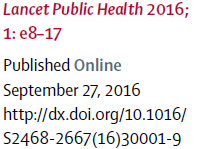 Lancet Public Health 2016;
1: e8–17
Published Online
September 27, 2016
http://dx.doi.org/10.1016/
S2468-2667(16)30001-9